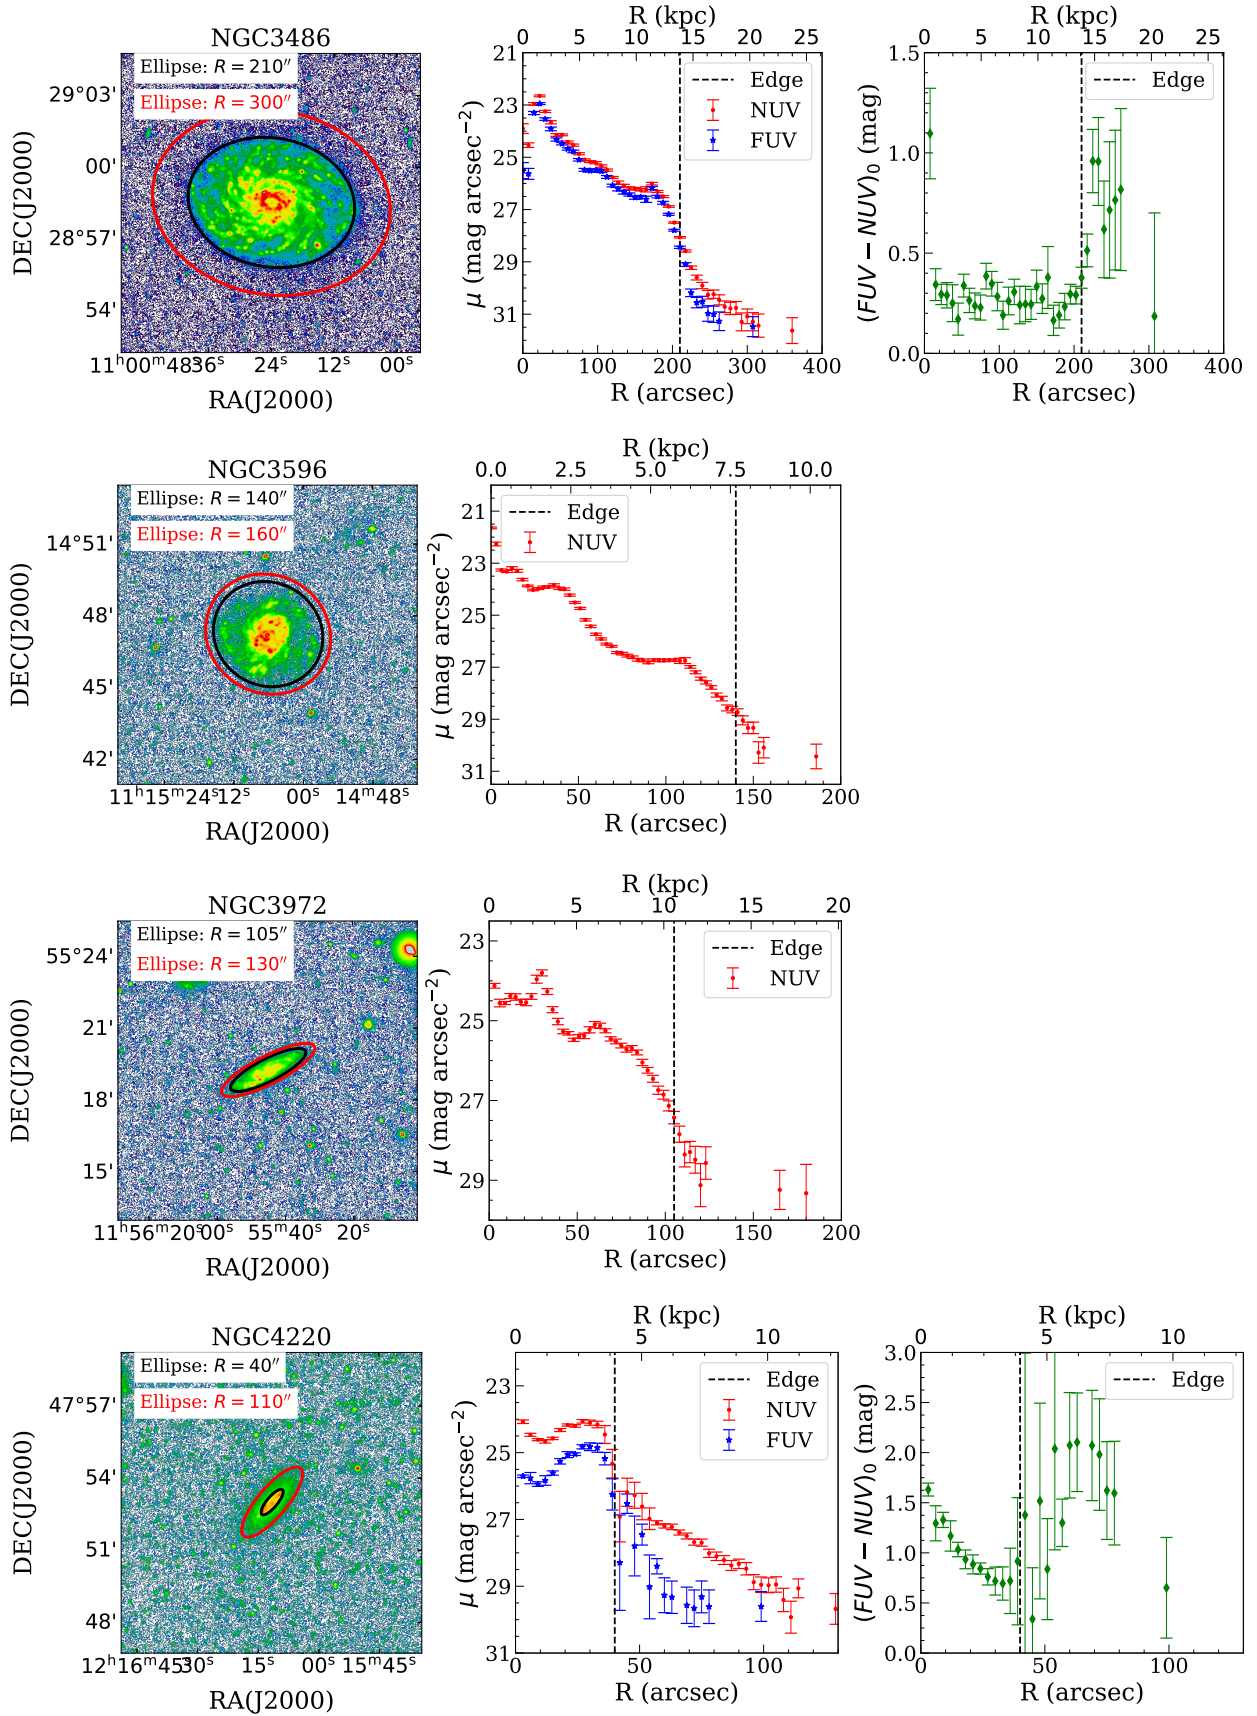 NGC3486
Ellipse: R = 210″
Ellipse: R = 300″
29°03'
00'
28°57'
54'
DEC(J2000)
11ʰ00ᵐ48ˢ36ˢ 24ˢ 12ˢ 00ˢ
RA(J2000)
R (kpc)
0 5 10 15 20 25
21
23
25
27
29
31
μ (mag arcsec⁻²)
Edge
NUV
FUV
0 100 200 300 400
R (arcsec)
R (kpc)
0 5 10 15 20 25
1.5
1.0
0.5
0.0
(FUV − NUV)₀ (mag)
Edge
0 100 200 300 400
R (arcsec)
NGC3596
Ellipse: R = 140″
Ellipse: R = 160″
14°51'
48'
45'
42'
DEC(J2000)
11ʰ15ᵐ24ˢ12ˢ 00ˢ 14ᵐ48ˢ
RA(J2000)
R (kpc)
0.0 2.5 5.0 7.5 10.0
21
23
25
27
29
31
μ (mag arcsec⁻²)
Edge
NUV
0 50 100 150 200
R (arcsec)
NGC3972
Ellipse: R = 105″
Ellipse: R = 130″
55°24'
21'
18'
15'
DEC(J2000)
11ʰ56ᵐ20ˢ00ˢ 55ᵐ40ˢ 20ˢ
RA(J2000)
R (kpc)
0 5 10 15 20
23
25
27
29
μ (mag arcsec⁻²)
Edge
NUV
0 50 100 150 200
R (arcsec)
NGC4220
Ellipse: R = 40″
Ellipse: R = 110″
47°57'
54'
51'
48'
DEC(J2000)
12ʰ16ᵐ45ˢ30ˢ 15ˢ 00ˢ 15ᵐ45ˢ
RA(J2000)
R (kpc)
0 5 10
23
25
27
29
31
μ (mag arcsec⁻²)
Edge
NUV
FUV
0 50 100
R (arcsec)
R (kpc)
0 5 10
3.0
2.5
2.0
1.5
1.0
0.5
0.0
(FUV − NUV)₀ (mag)
Edge
0 50 100
R (arcsec)